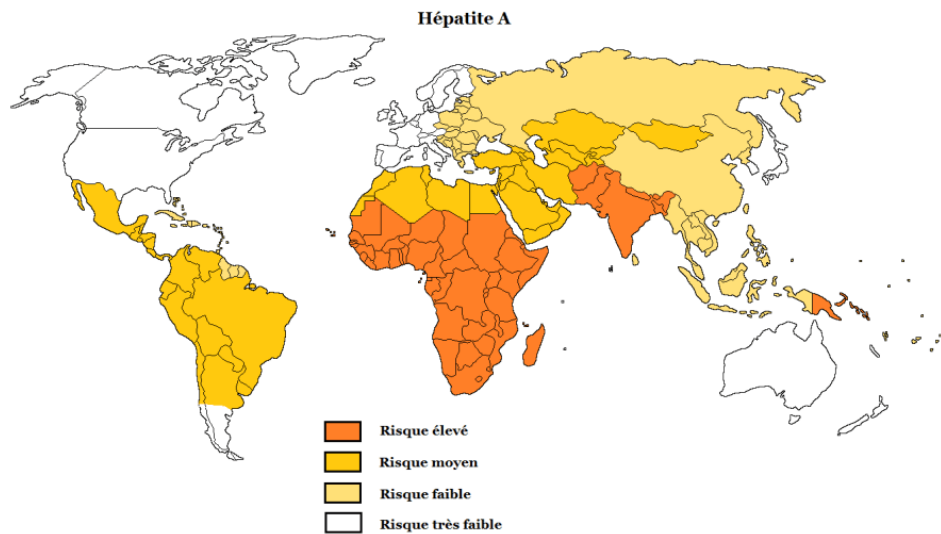 Hépatite A
Risque élevé
Risque moyen
Risque faible
Risque très faible